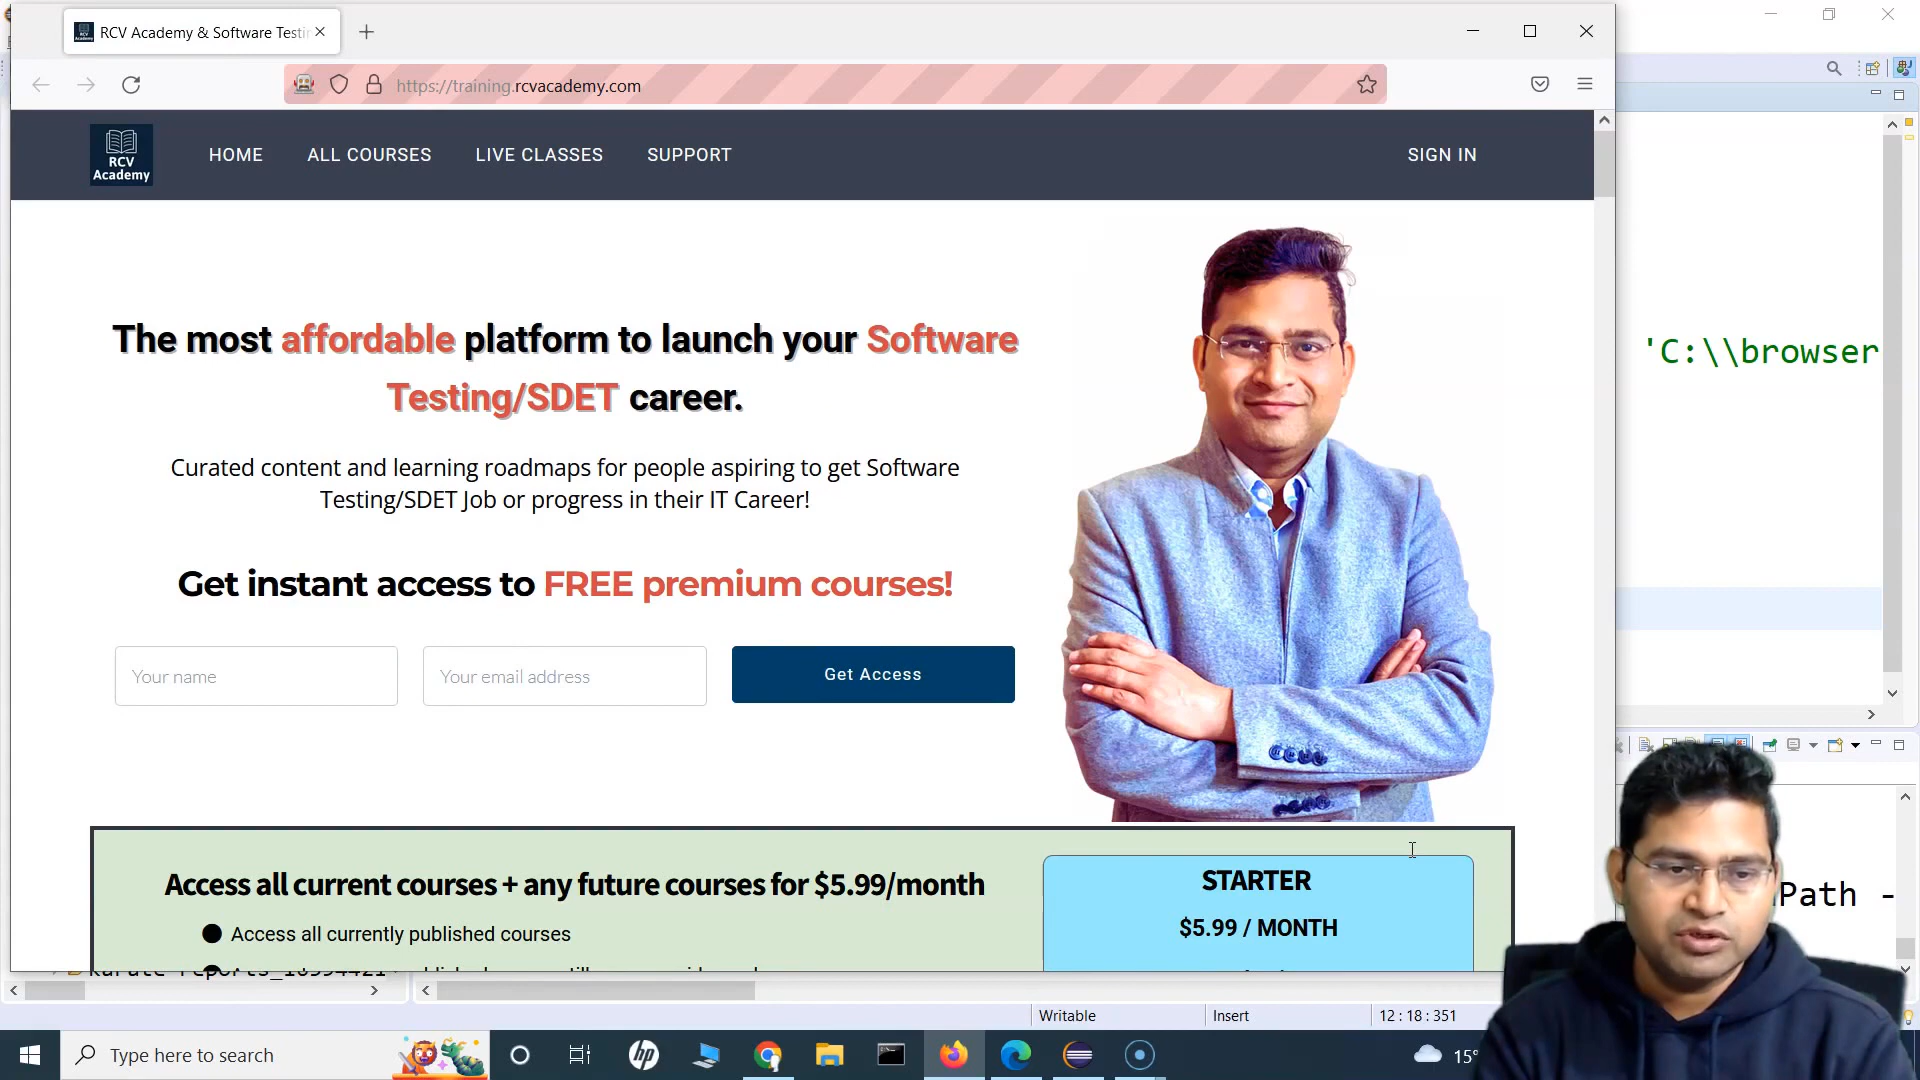 RCV Academy & Software Testi
https://training.rcvacademy.com
RCV
Academy
HOME
ALL COURSES
LIVE CLASSES
SUPPORT
SIGN IN
The most affordable platform to launch your Software
Testing/SDET career.
Curated content and learning roadmaps for people aspiring to get Software
Testing/SDET Job or progress in their IT Career!
Get instant access to FREE premium courses!
Your name
Your email address
Get Access
Access all current courses + any future courses for $5.99/month
Access all currently published courses
STARTER
$5.99 / MONTH
'C:\\browser
Path -
Writable
Insert
12 : 18 : 351
Type here to search
15°